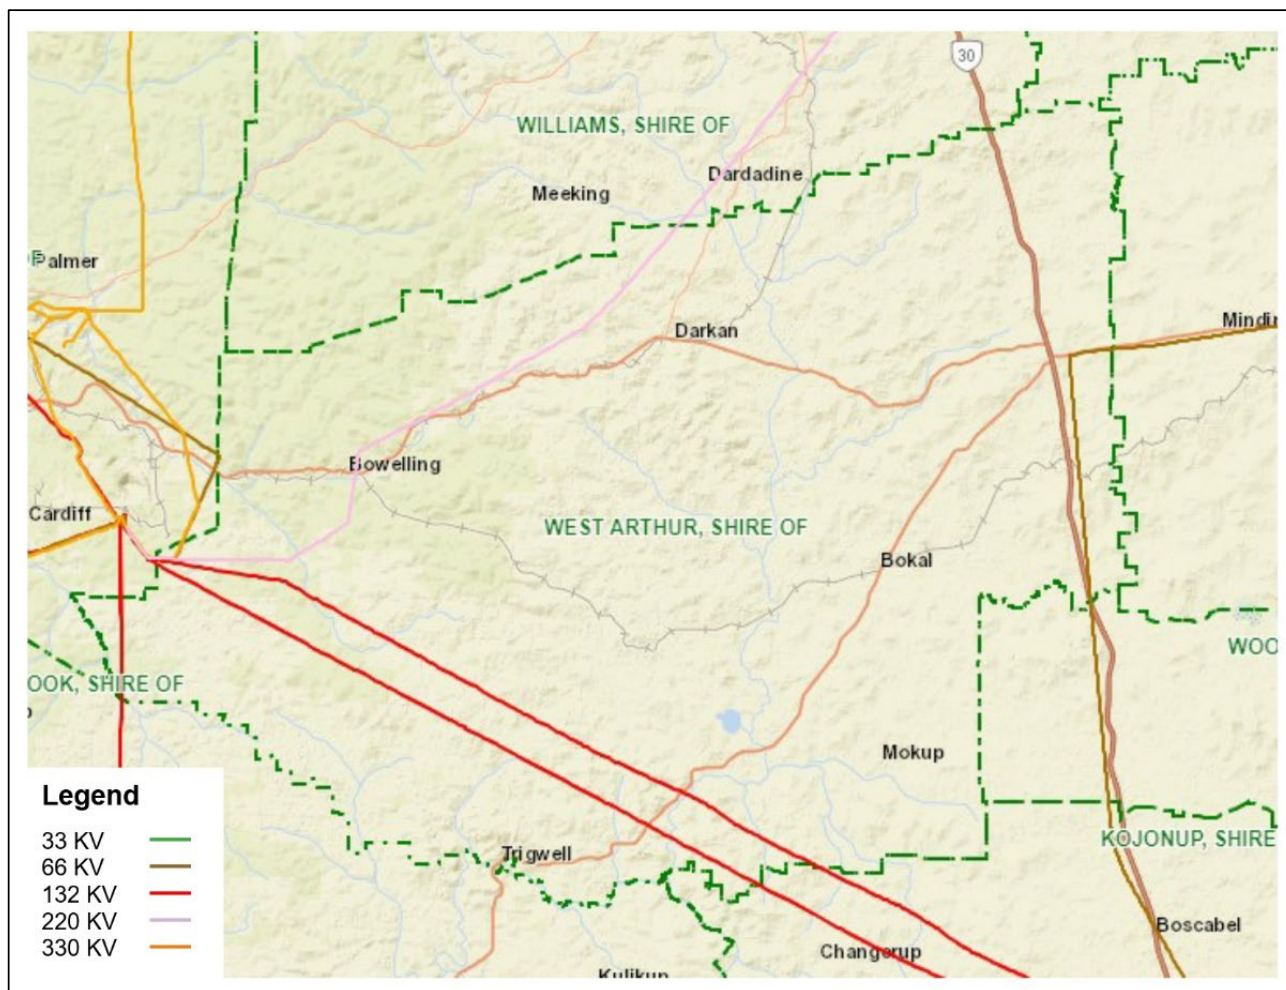 30
WILLIAMS, SHIRE OF
Dardadine
Meeking
Palmer
Mindi
Darkan
Bowelling
Cardiff
WEST ARTHUR, SHIRE OF
Bokal
WOO
OOK, SHIRE OF
Mokup
Legend
33 KV
66 KV
132 KV
220 KV
330 KV
KOJONUP, SHIRE
Trigwell
Boscabel
Changerup
Kulikup